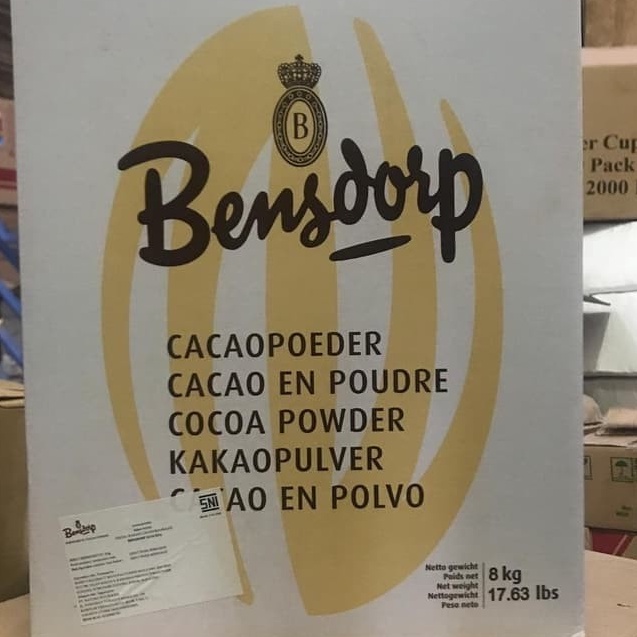 B
Bensdorp
CACAOPOEDER
CACAO EN POUDRE
COCOA POWDER
KAKAOPULVER
CACAO EN POLVO
SNI
Bensdorp
Netto gewicht
Poids net
Net weight
Nettogewicht
Peso neto
8 kg
17.63 lbs
er Cup
Pack
2000